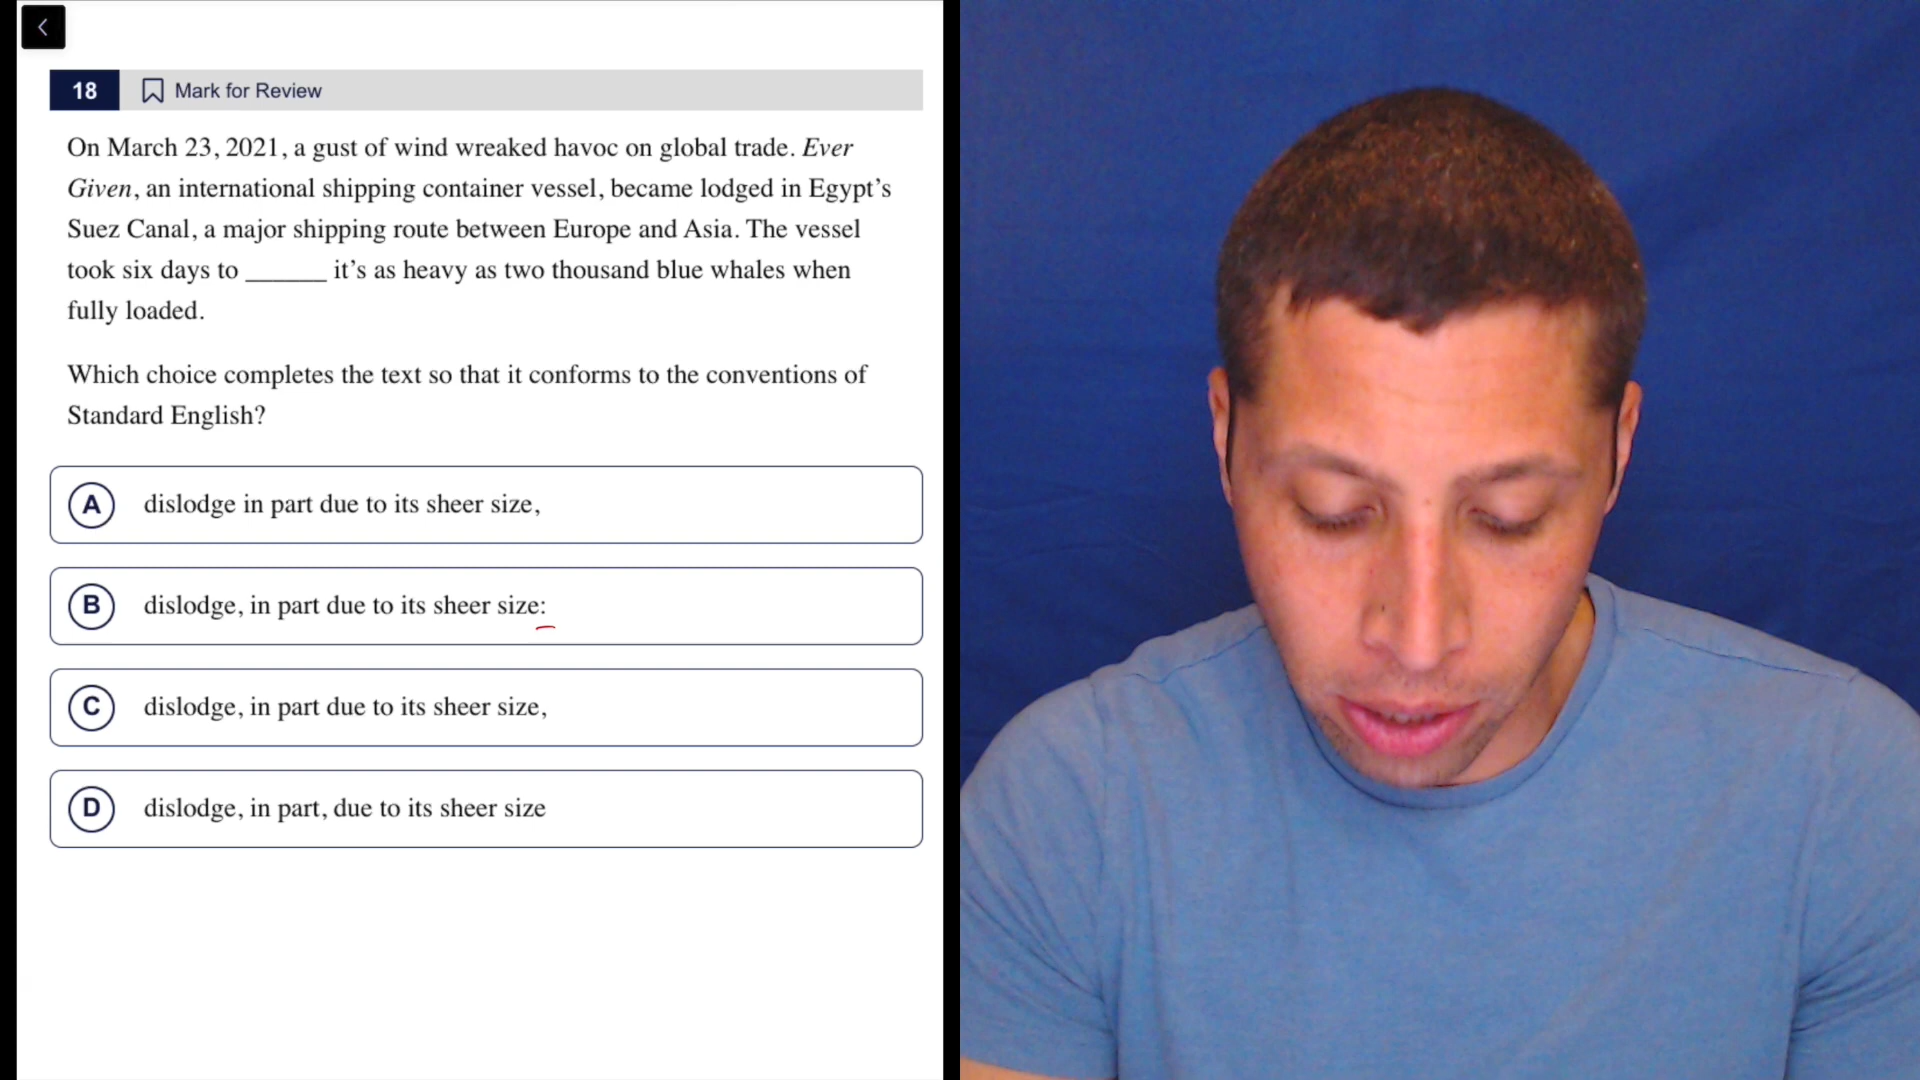 18 Mark for Review
On March 23, 2021, a gust of wind wreaked havoc on global trade. Ever
Given, an international shipping container vessel, became lodged in Egypt’s
Suez Canal, a major shipping route between Europe and Asia. The vessel
took six days to ______ it’s as heavy as two thousand blue whales when
fully loaded.
Which choice completes the text so that it conforms to the conventions of
Standard English?
A dislodge in part due to its sheer size,
B dislodge, in part due to its sheer size:
C dislodge, in part due to its sheer size,
D dislodge, in part, due to its sheer size